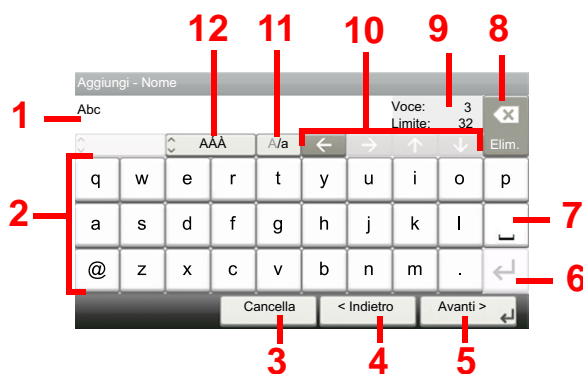 12 11 10 9 8
Aggiungi - Nome
1 Abc Voce: 3
Limite: 32
AÁÀ A/a ← → ↑ ↓ Elim.
2
q w e r t y u i o p
a s d f g h j k l ⎵ 7
@ z x c v b n m . ↵ 6
Cancella < Indietro Avanti > ↵
3 4 5